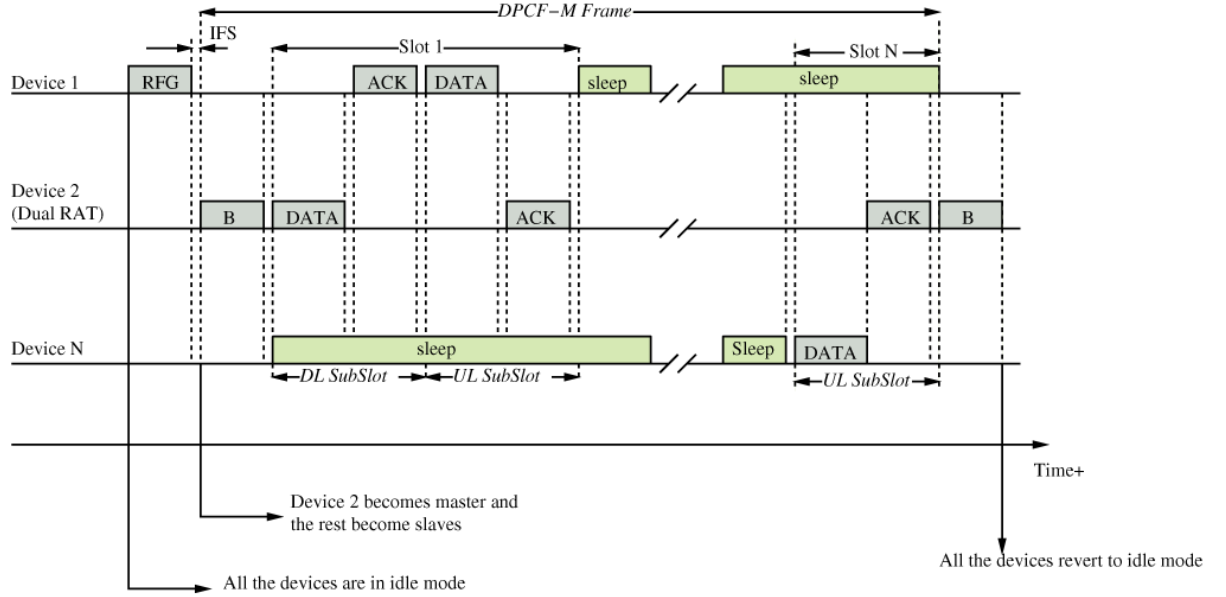 DPCF-M Frame
IFS
Slot 1
Slot N
Device 1
RFG
ACK
DATA
sleep
sleep
Device 2
(Dual RAT)
B
DATA
ACK
ACK
B
Device N
sleep
Sleep
DATA
DL SubSlot
UL SubSlot
UL SubSlot
Time+
Device 2 becomes master and
the rest become slaves
All the devices revert to idle mode
All the devices are in idle mode